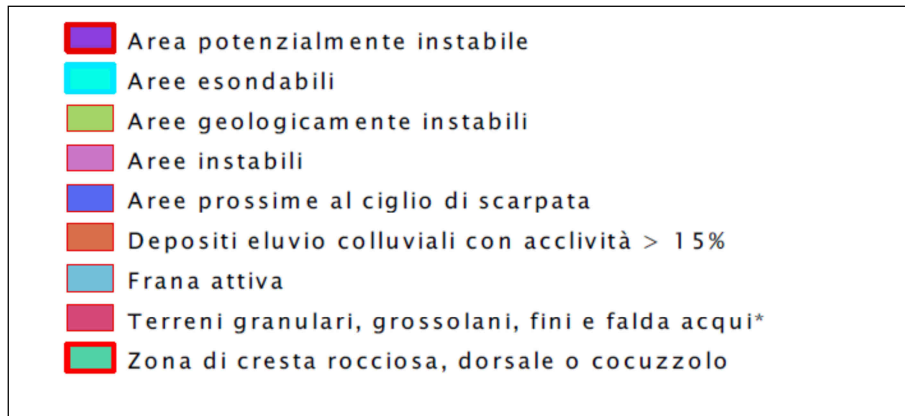 Area potenzialmente instabile
Aree esondabili
Aree geologicamente instabili
Aree instabili
Aree prossime al ciglio di scarpata
Depositi eluvio colluviali con acclività > 15%
Frana attiva
Terreni granulari, grossolani, fini e falda acqui*
Zona di cresta rocciosa, dorsale o cocuzzolo